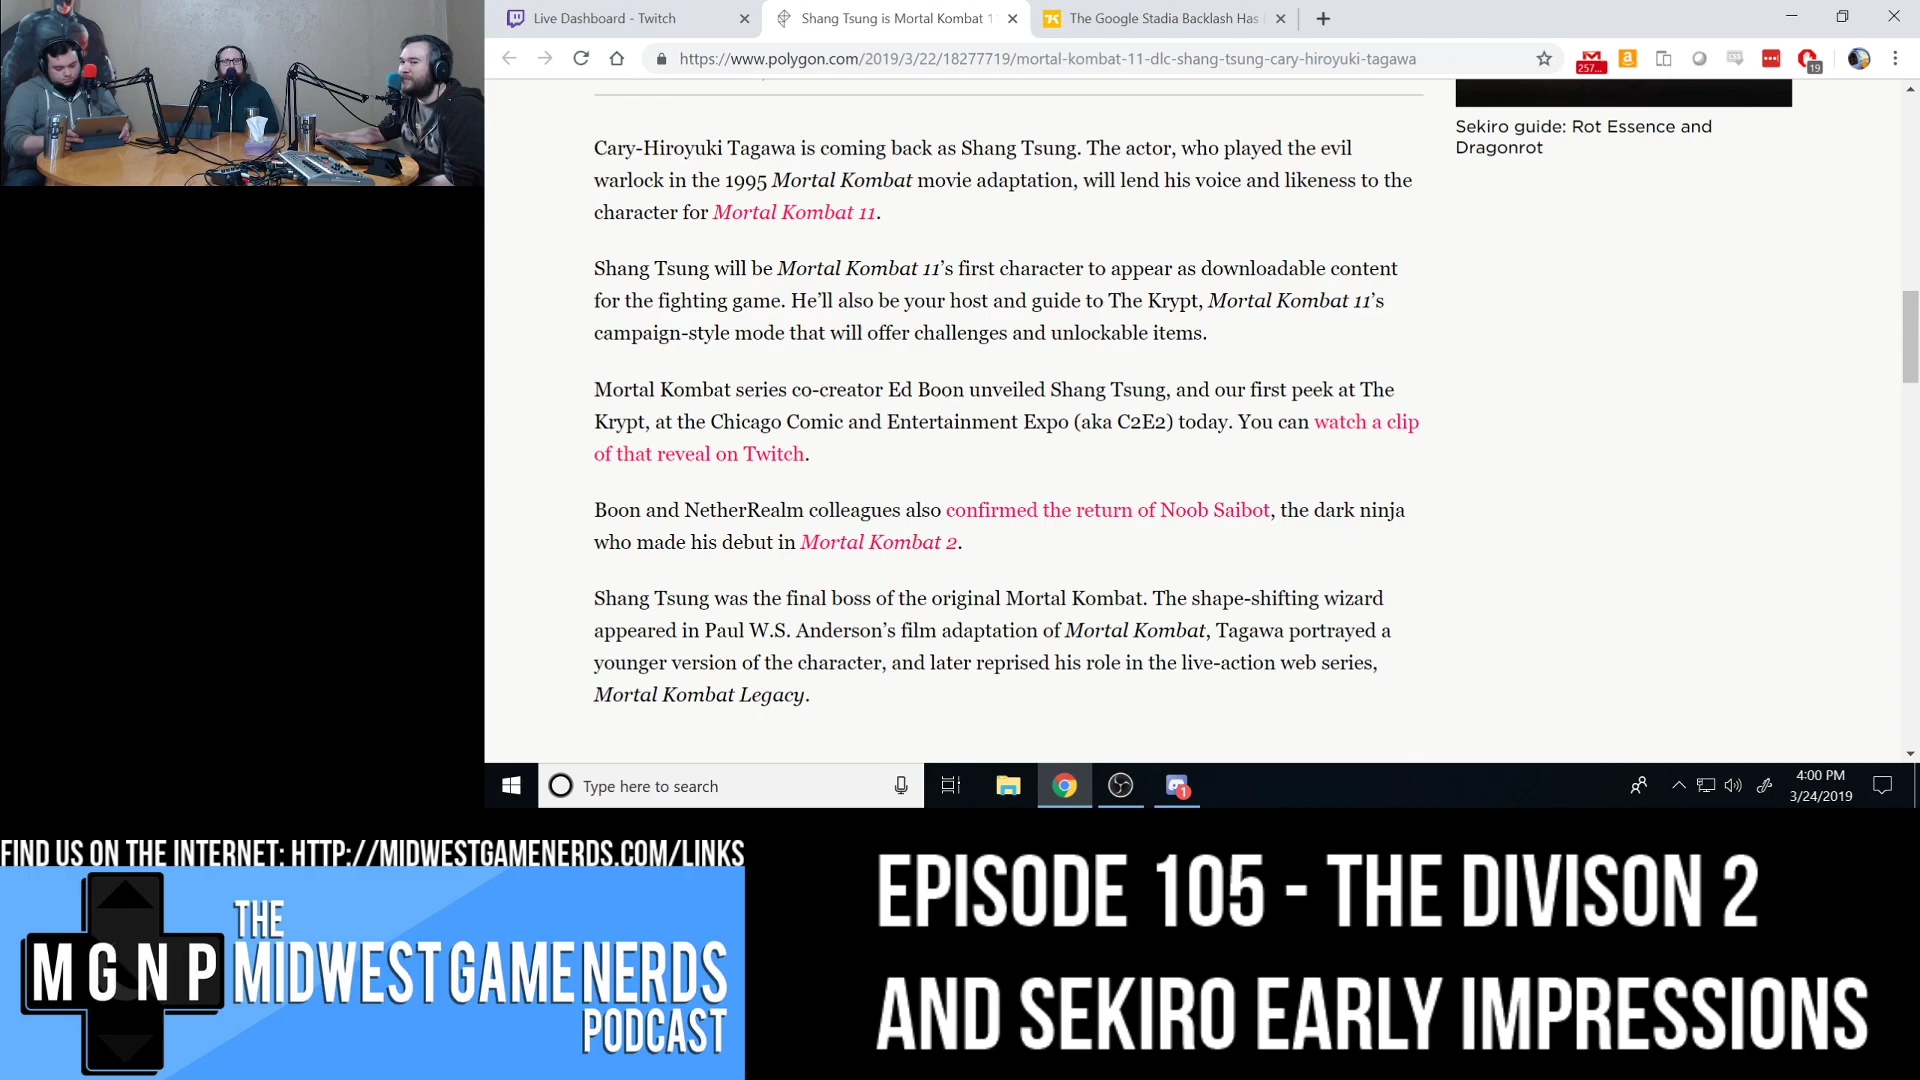 Live Dashboard - Twitch
Shang Tsung is Mortal Kombat 1
The Google Stadia Backlash Has
https://www.polygon.com/2019/3/22/18277719/mortal-kombat-11-dlc-shang-tsung-cary-hiroyuki-tagawa
257...
19
Cary-Hiroyuki Tagawa is coming back as Shang Tsung. The actor, who played the evil
warlock in the 1995 Mortal Kombat movie adaptation, will lend his voice and likeness to the
character for Mortal Kombat 11.
Shang Tsung will be Mortal Kombat 11’s first character to appear as downloadable content
for the fighting game. He’ll also be your host and guide to The Krypt, Mortal Kombat 11’s
campaign-style mode that will offer challenges and unlockable items.
Mortal Kombat series co-creator Ed Boon unveiled Shang Tsung, and our first peek at The
Krypt, at the Chicago Comic and Entertainment Expo (aka C2E2) today. You can watch a clip
of that reveal on Twitch.
Boon and NetherRealm colleagues also confirmed the return of Noob Saibot, the dark ninja
who made his debut in Mortal Kombat 2.
Shang Tsung was the final boss of the original Mortal Kombat. The shape-shifting wizard
appeared in Paul W.S. Anderson’s film adaptation of Mortal Kombat, Tagawa portrayed a
younger version of the character, and later reprised his role in the live-action web series,
Mortal Kombat Legacy.
Sekiro guide: Rot Essence and
Dragonrot
Type here to search
1
4:00 PM
3/24/2019
FIND US ON THE INTERNET: HTTP://MIDWESTGAMENERDS.COM/LINKS
MGNP
THE
MIDWEST GAME NERDS
PODCAST
EPISODE 105 - THE DIVISON 2
AND SEKIRO EARLY IMPRESSIONS